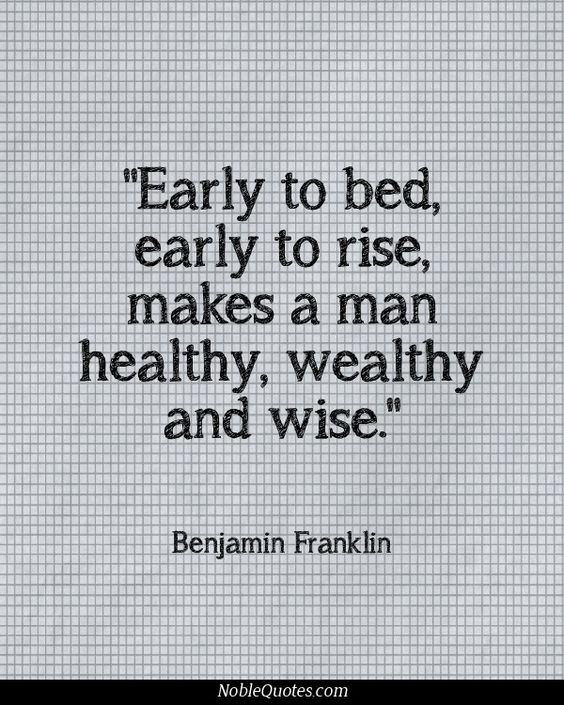 "Early to bed,
early to rise,
makes a man
healthy, wealthy
and wise."
Benjamin Franklin
NobleQuotes.com